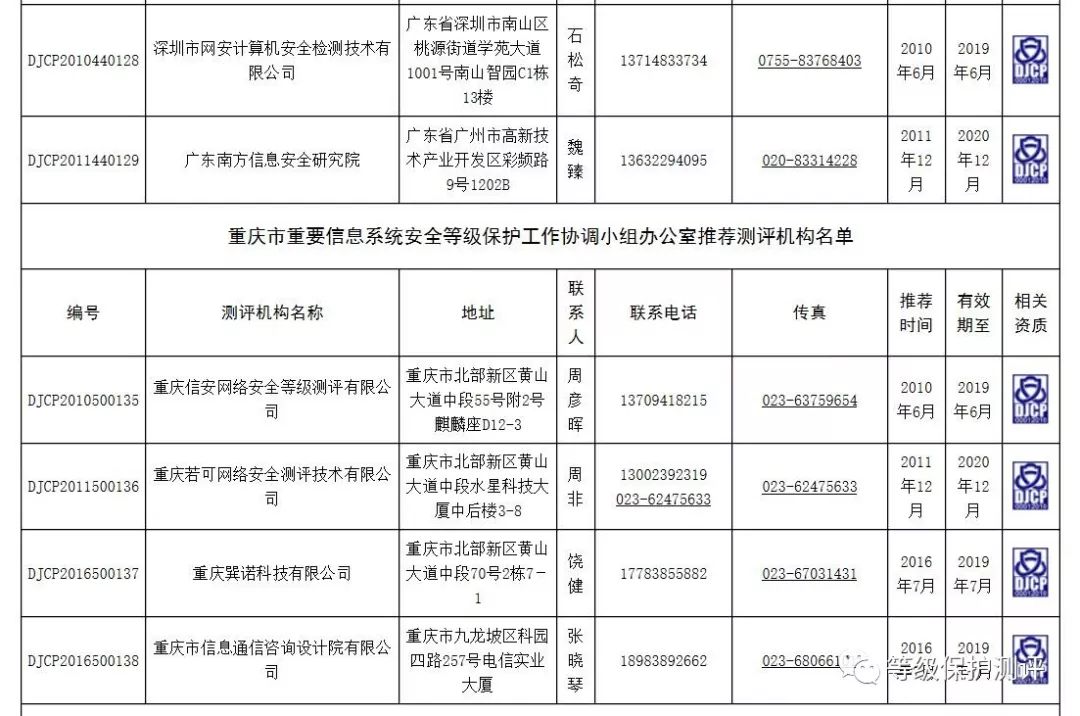 DJCP2010440128 深圳市网安计算机安全检测技术有限公司 广东省深圳市南山区桃源街道学苑大道1001号南山智园C1栋13楼 石松奇 13714833734 0755-83768403 2010年6月 2019年6月 DJCP
DJCP2011440129 广东南方信息安全研究院 广东省广州市高新技术产业开发区彩频路9号1202B 魏臻 13632294095 020-83314228 2011年12月 2020年12月 DJCP
重庆市重要信息系统安全等级保护工作协调小组办公室推荐测评机构名单
编号 测评机构名称 地址 联系人 联系电话 传真 推荐时间 有效期至 相关资质
DJCP2010500135 重庆信安网络安全等级测评有限公司 重庆市北部新区黄山大道中段55号附2号麒麟座D12-3 周彦晖 13709418215 023-63759654 2010年6月 2019年6月 DJCP
DJCP2011500136 重庆若可网络安全测评技术有限公司 重庆市北部新区黄山大道中段水星科技大厦中后楼3-8 周非 13002392319 023-62475633 023-62475633 2011年12月 2020年12月 DJCP
DJCP2016500137 重庆巽诺科技有限公司 重庆市北部新区黄山大道中段70号2栋7-1 饶健 17783855882 023-67031431 2016年7月 2019年7月 DJCP
DJCP2016500138 重庆市信息通信咨询设计院有限公司 重庆市九龙坡区科园四路257号电信实业大厦 张晓琴 18983892662 2016 2019 DJCP
等级保护测评